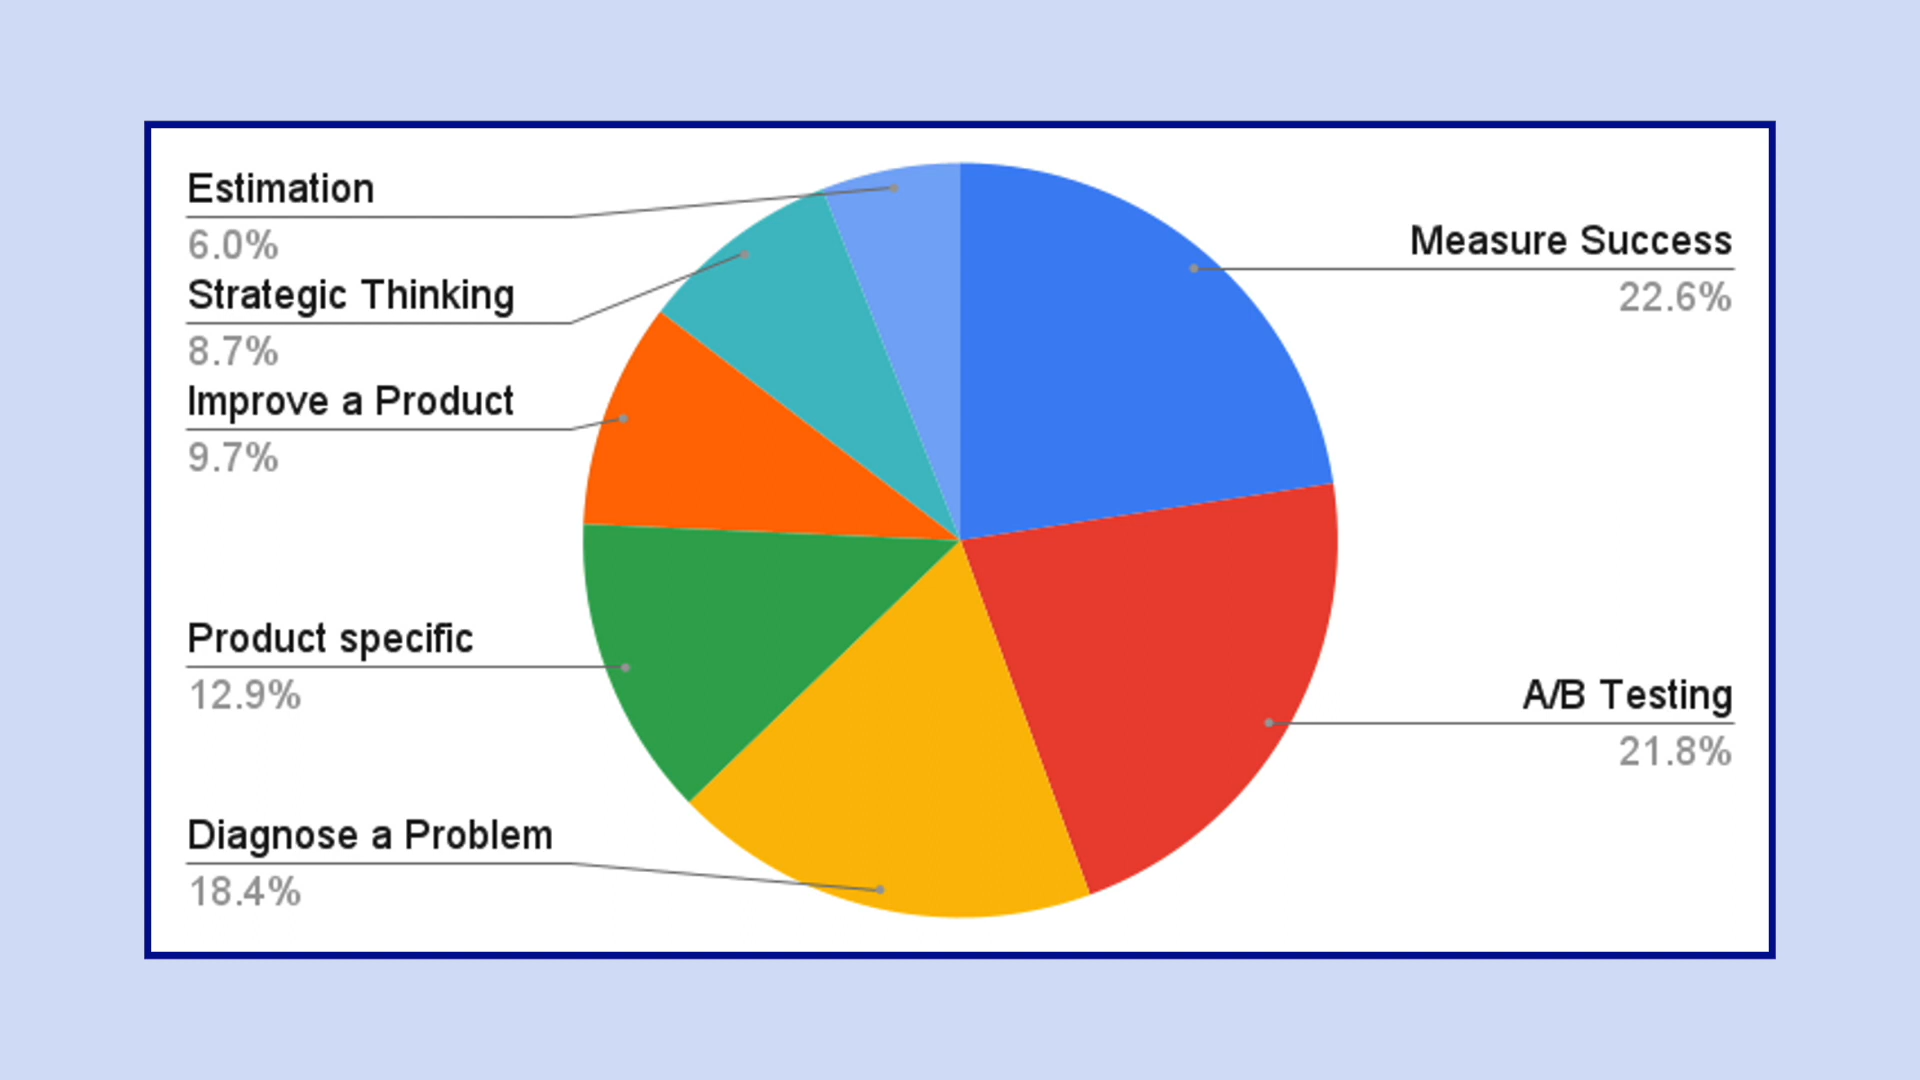 Estimation
6.0%
Strategic Thinking
8.7%
Improve a Product
9.7%
Product specific
12.9%
Diagnose a Problem
18.4%
Measure Success
22.6%
A/B Testing
21.8%